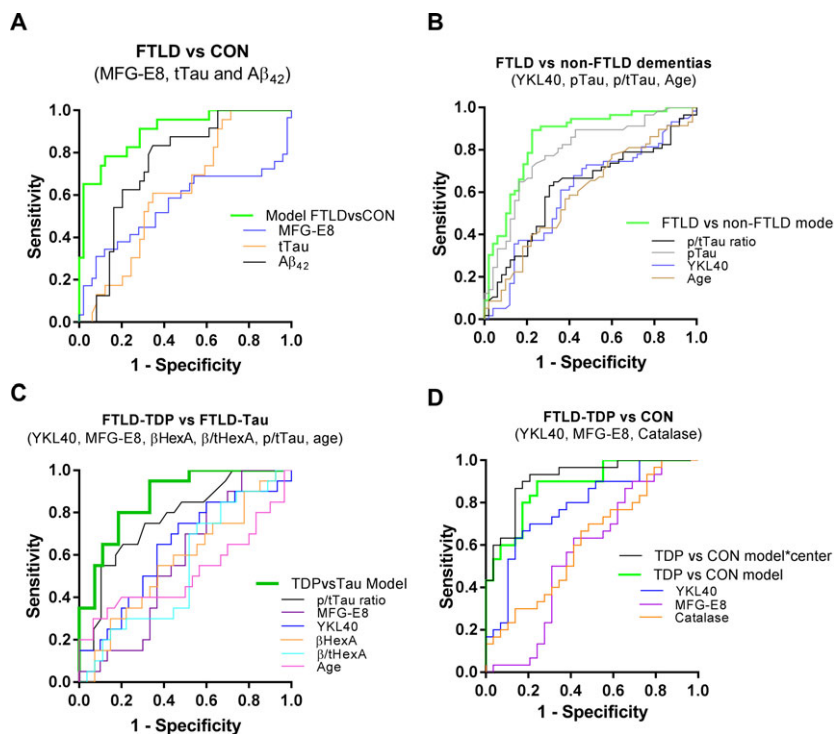 A
FTLD vs CON
(MFG-E8, tTau and Aβ42)
1.0
0.8
0.6
0.4
0.2
0.0
Sensitivity
Model FTLDvsCON
MFG-E8
tTau
Aβ42
0.0 0.2 0.4 0.6 0.8 1.0
1 - Specificity
B
FTLD vs non-FTLD dementias
(YKL40, pTau, p/tTau, Age)
1.0
0.8
0.6
0.4
0.2
0.0
Sensitivity
FTLD vs non-FTLD mode
p/tTau ratio
pTau
YKL40
Age
0.0 0.2 0.4 0.6 0.8 1.0
1 - Specificity
C
FTLD-TDP vs FTLD-Tau
(YKL40, MFG-E8, βHexA, β/tHexA, p/tTau, age)
1.0
0.8
0.6
0.4
0.2
0.0
Sensitivity
TDPvsTau Model
p/tTau ratio
MFG-E8
YKL40
βHexA
β/tHexA
Age
0.0 0.2 0.4 0.6 0.8 1.0
1 - Specificity
D
FTLD-TDP vs CON
(YKL40, MFG-E8, Catalase)
1.0
0.8
0.6
0.4
0.2
0.0
Sensitivity
TDP vs CON model*center
TDP vs CON model
YKL40
MFG-E8
Catalase
0.0 0.2 0.4 0.6 0.8 1.0
1 - Specificity